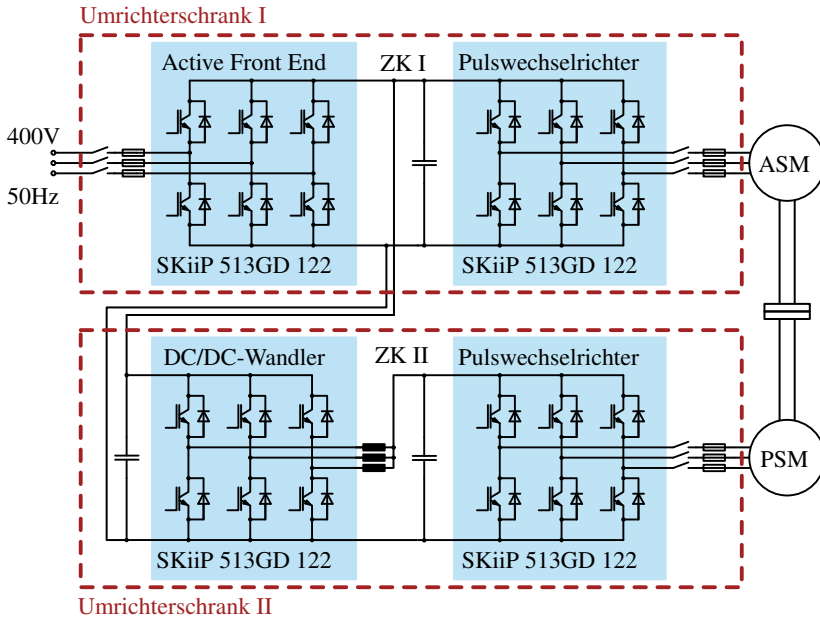 Umrichterschrank I
Active Front End
ZK I
Pulswechselrichter
400V
50Hz
ASM
SKiiP 513GD 122
SKiiP 513GD 122
DC/DC-Wandler
ZK II
Pulswechselrichter
PSM
SKiiP 513GD 122
SKiiP 513GD 122
Umrichterschrank II